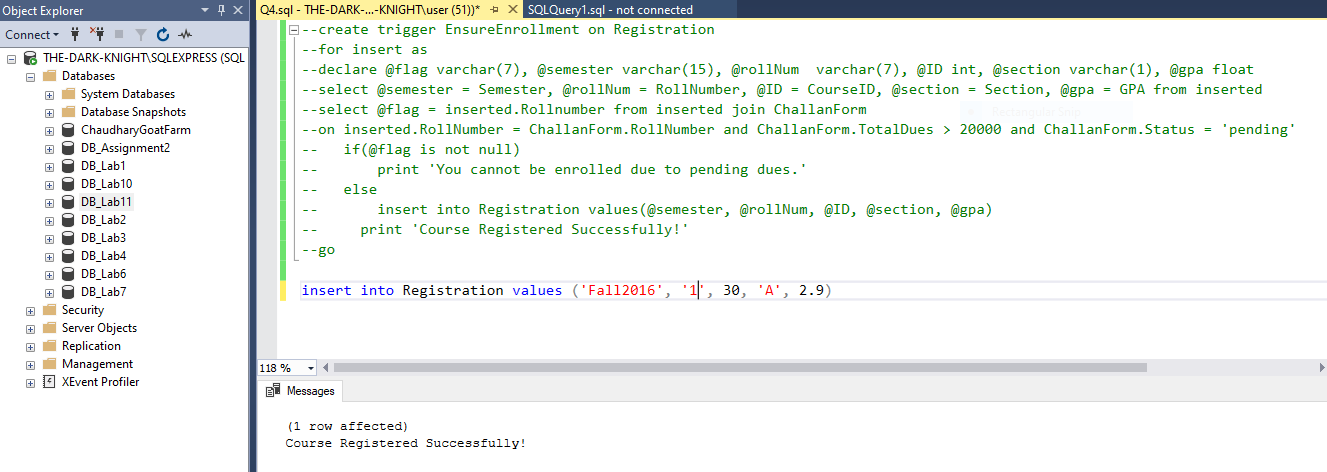 Object Explorer
Connect
THE-DARK-KNIGHT\SQLEXPRESS (SQL
Databases
System Databases
Database Snapshots
ChaudharyGoatFarm
DB_Assignment2
DB_Lab1
DB_Lab10
DB_Lab11
DB_Lab2
DB_Lab3
DB_Lab4
DB_Lab6
DB_Lab7
Security
Server Objects
Replication
Management
XEvent Profiler
Q4.sql - THE-DARK-...-KNIGHT\user (51))*
SQLQuery1.sql - not connected
--create trigger EnsureEnrollment on Registration
--for insert as
--declare @flag varchar(7), @semester varchar(15), @rollNum  varchar(7), @ID int, @section varchar(1), @gpa float
--select @semester = Semester, @rollNum = RollNumber, @ID = CourseID, @section = Section, @gpa = GPA from inserted
--select @flag = inserted.Rollnumber from inserted join ChallanForm
--on inserted.RollNumber = ChallanForm.RollNumber and ChallanForm.TotalDues > 20000 and ChallanForm.Status = 'pending'
--   if(@flag is not null)
--       print 'You cannot be enrolled due to pending dues.'
--   else
--       insert into Registration values(@semester, @rollNum, @ID, @section, @gpa)
--     print 'Course Registered Successfully!'
--go
insert into Registration values ('Fall2016', '1', 30, 'A', 2.9)
118 %
Messages
(1 row affected)
Course Registered Successfully!